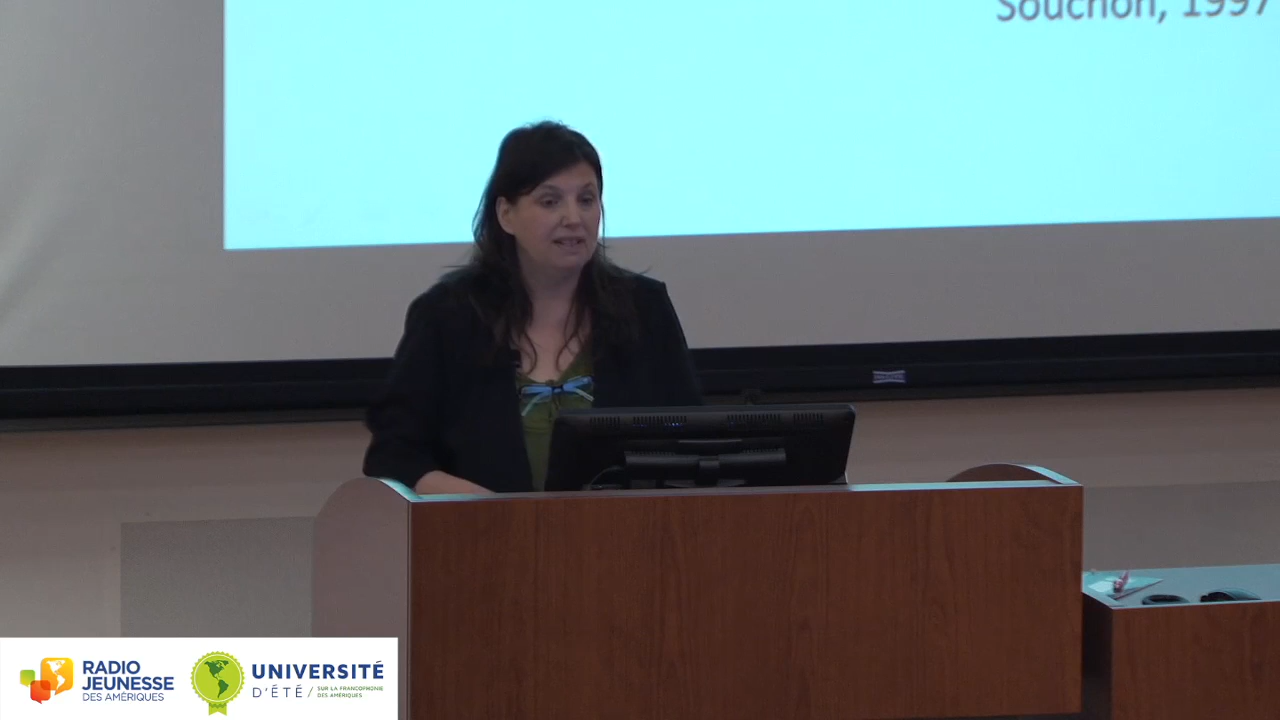 Souchon, 1997
RADIO
JEUNESSE
DES AMÉRIQUES
UNIVERSITÉ
D'ÉTÉ /
SUR LA FRANCOPHONIE
DES AMÉRIQUES